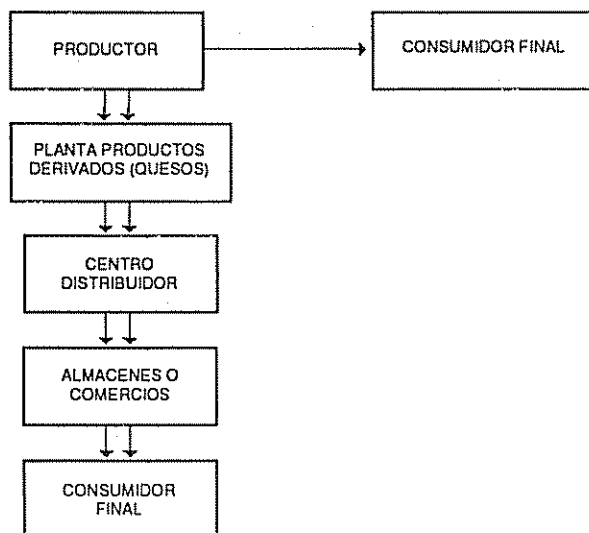 PRODUCTOR
CONSUMIDOR FINAL
PLANTA PRODUCTOS
DERIVADOS (QUESOS)
CENTRO
DISTRIBUIDOR
ALMACENES O
COMERCIOS
CONSUMIDOR
FINAL